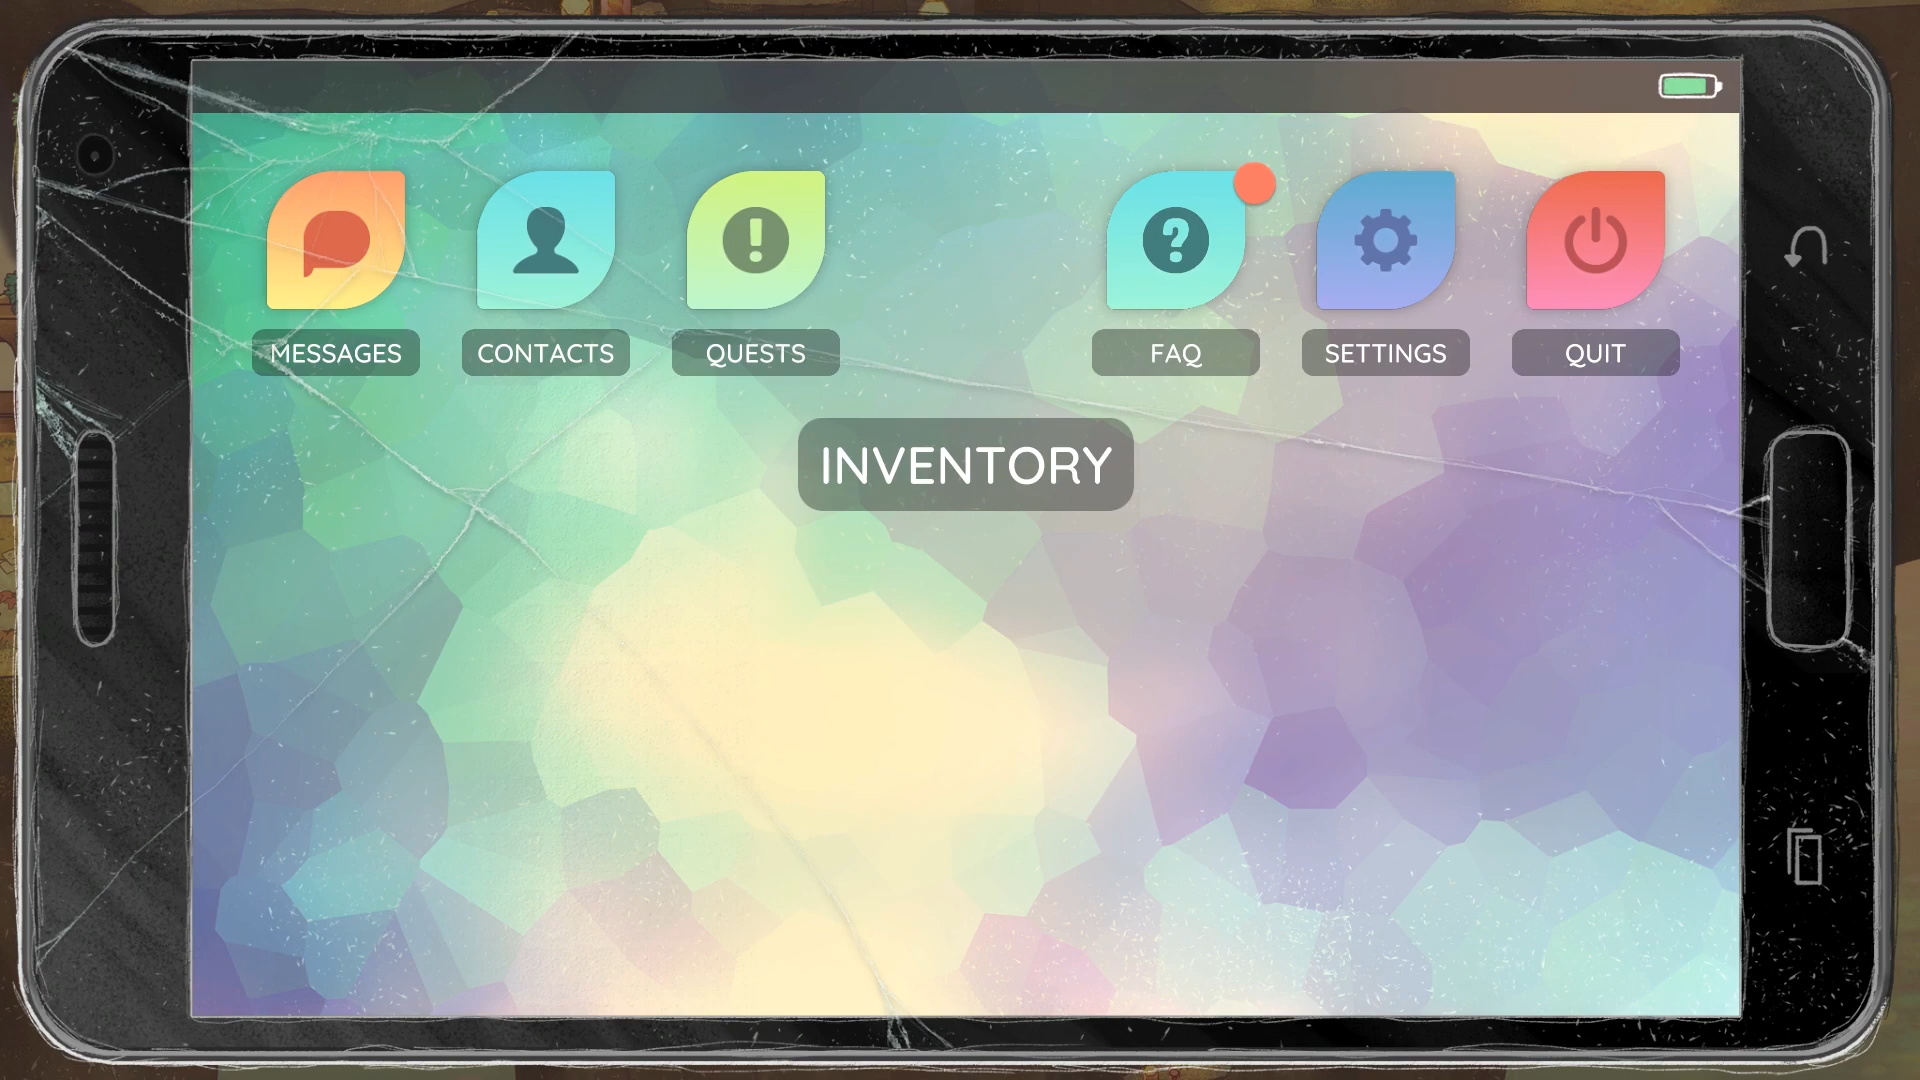 MESSAGES
CONTACTS
QUESTS
FAQ
SETTINGS
QUIT
INVENTORY